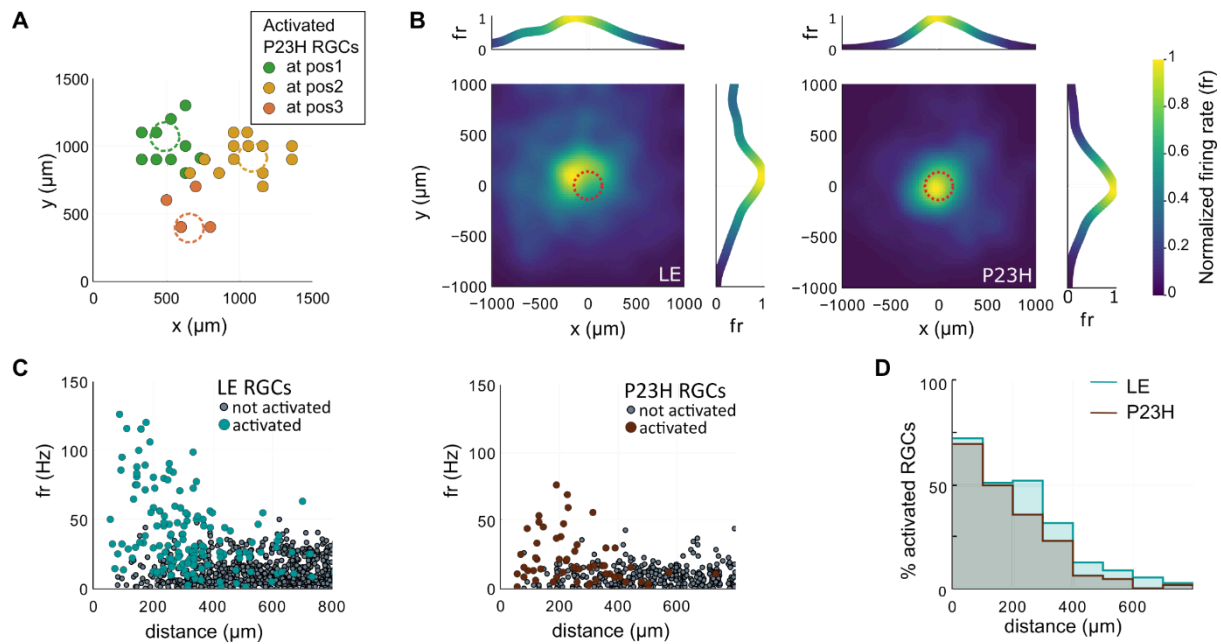 A
Activated
P23H RGCs
at pos1
at pos2
at pos3
1500
1000
500
0
y (µm)
0 500 1000 1500
x (µm)
B
fr
1
0
1000
500
0
−500
−1000
y (µm)
LE
−1000 −500 0 500 1000
x (µm)
0 1
fr
fr
1
0
1000
500
0
−500
−1000
P23H
−1000 −500 0 500 1000
x (µm)
0 1
fr
1
0.8
0.6
0.4
0.2
0
Normalized firing rate (fr)
C
LE RGCs
not activated
activated
150
100
50
0
fr (Hz)
0 200 400 600 800
distance (µm)
P23H RGCs
not activated
activated
150
100
50
0
fr (Hz)
0 200 400 600
distance (µm)
D
LE
P23H
100
50
0
% activated RGCs
0 200 400 600
distance (µm)